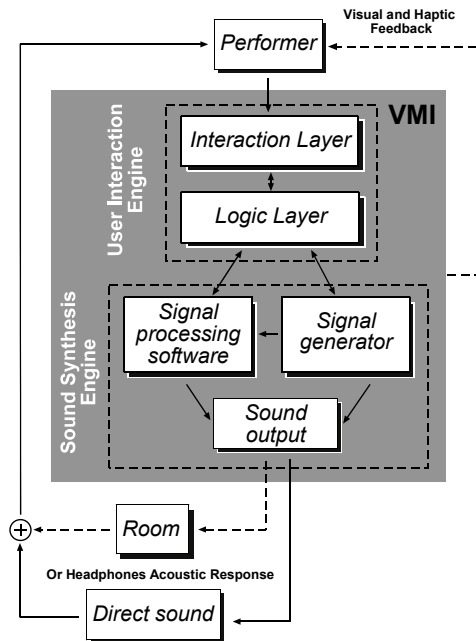 Visual and Haptic
Feedback
Performer
VMI
Interaction Layer
Logic Layer
User Interaction
Engine
Signal
processing
software
Signal
generator
Sound
output
Sound Synthesis
Engine
+
Room
Or Headphones Acoustic Response
Direct sound